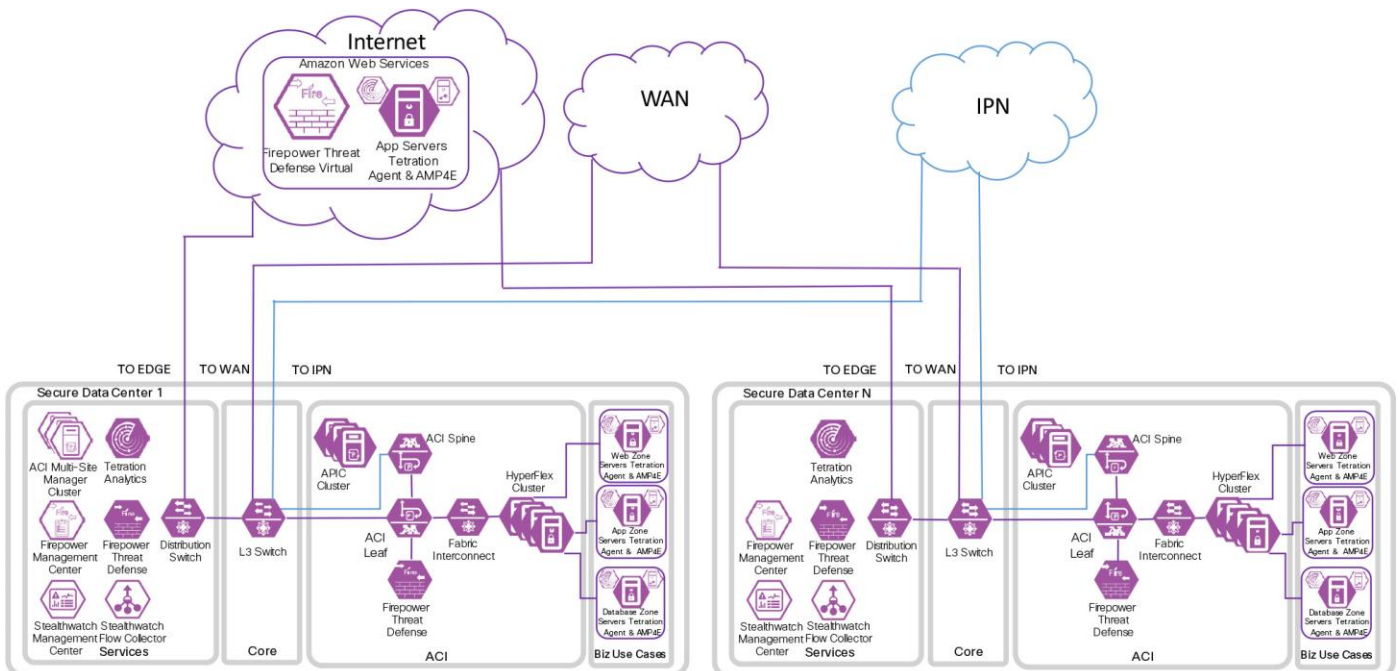 Internet
Amazon Web Services
Fire
Firepower Threat
Defense Virtual
App Servers
Tetration
Agent & AMP4E
WAN
IPN
TO EDGE
TO WAN
TO IPN
TO EDGE
TO WAN
TO IPN
Secure Data Center 1
ACI Multi-Site
Manager
Cluster
Tetration
Analytics
Firepower
Management
Center
Firepower
Threat
Defense
Distribution
Switch
Stealthwatch
Management
Center
Stealthwatch
Flow Collector
Services
L3 Switch
Core
APIC
Cluster
ACI Spine
ACI
Leaf
Fabric
Interconnect
HyperFlex
Cluster
Firepower
Threat
Defense
ACI
Web Zone
Servers Tetration
Agent & AMP4E
App Zone
Servers Tetration
Agent & AMP4E
Database Zone
Servers Tetration
Agent & AMP4E
Biz Use Cases
Secure Data Center N
Tetration
Analytics
Firepower
Management
Center
Firepower
Threat
Defense
Distribution
Switch
Stealthwatch
Management
Center
Stealthwatch
Flow Collector
Services
L3 Switch
Core
APIC
Cluster
ACI Spine
ACI
Leaf
Fabric
Interconnect
HyperFlex
Cluster
Firepower
Threat
Defense
ACI
Web Zone
Servers Tetration
Agent & AMP4E
App Zone
Servers Tetration
Agent & AMP4E
Database Zone
Servers Tetration
Agent & AMP4E
Biz Use Cases